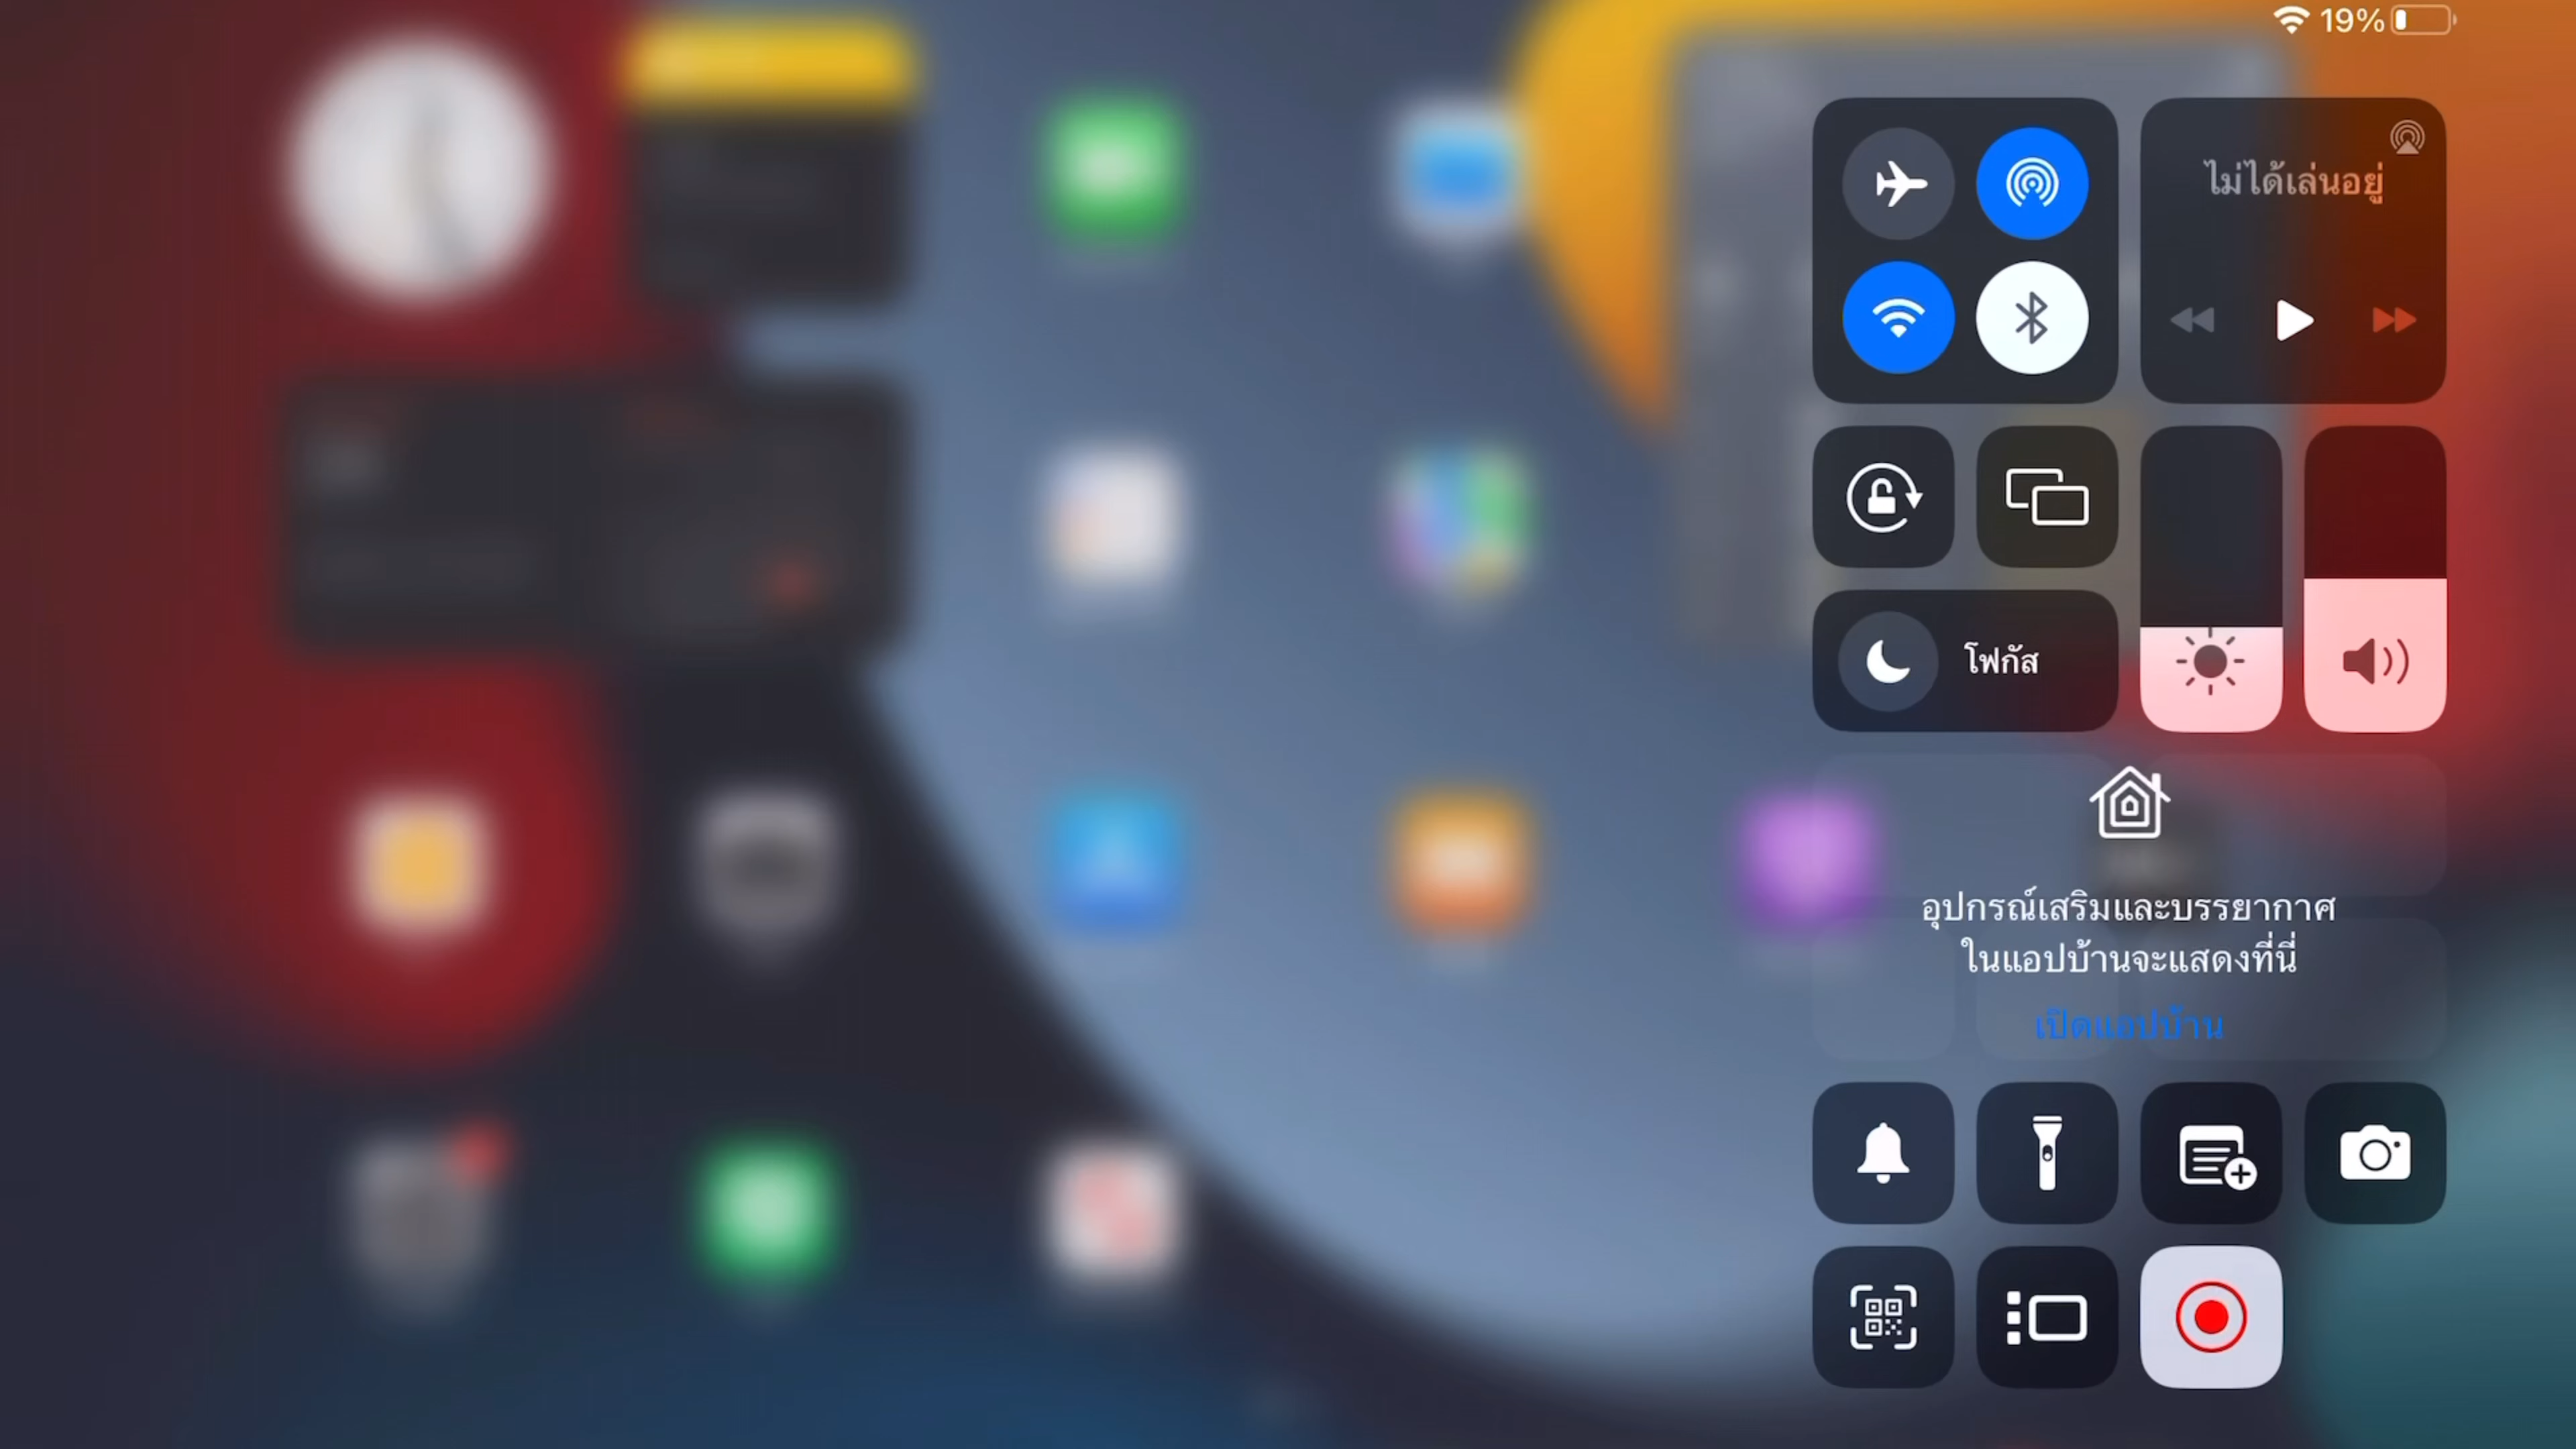 19%
ไม่ได้เล่นอยู่
โฟกัส
อุปกรณ์เสริมและบรรยากาศ
ในแอปบ้านจะแสดงที่นี่
เปิดแอปบ้าน